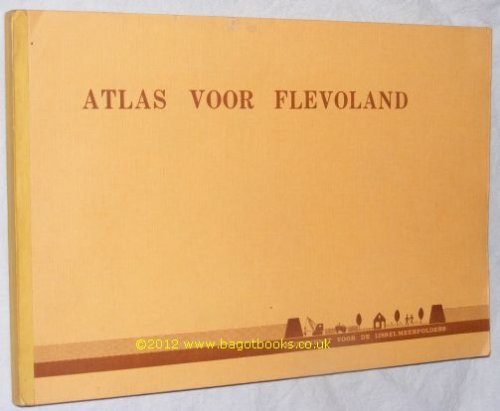 ATLAS VOOR FLEVOLAND
VOOR DE IJSSELMEERPOLDERS
©2012 www.bagotbooks.co.uk